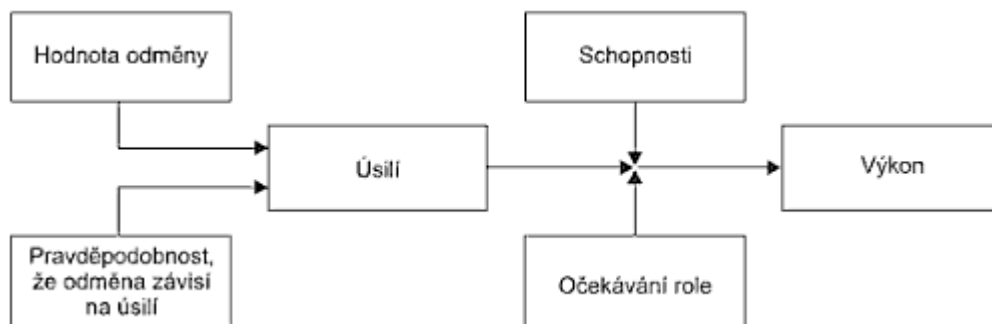 Hodnota odměny
Schopnosti
Úsilí
Výkon
Pravděpodobnost,
že odměna závisí
na úsilí
Očekávání role